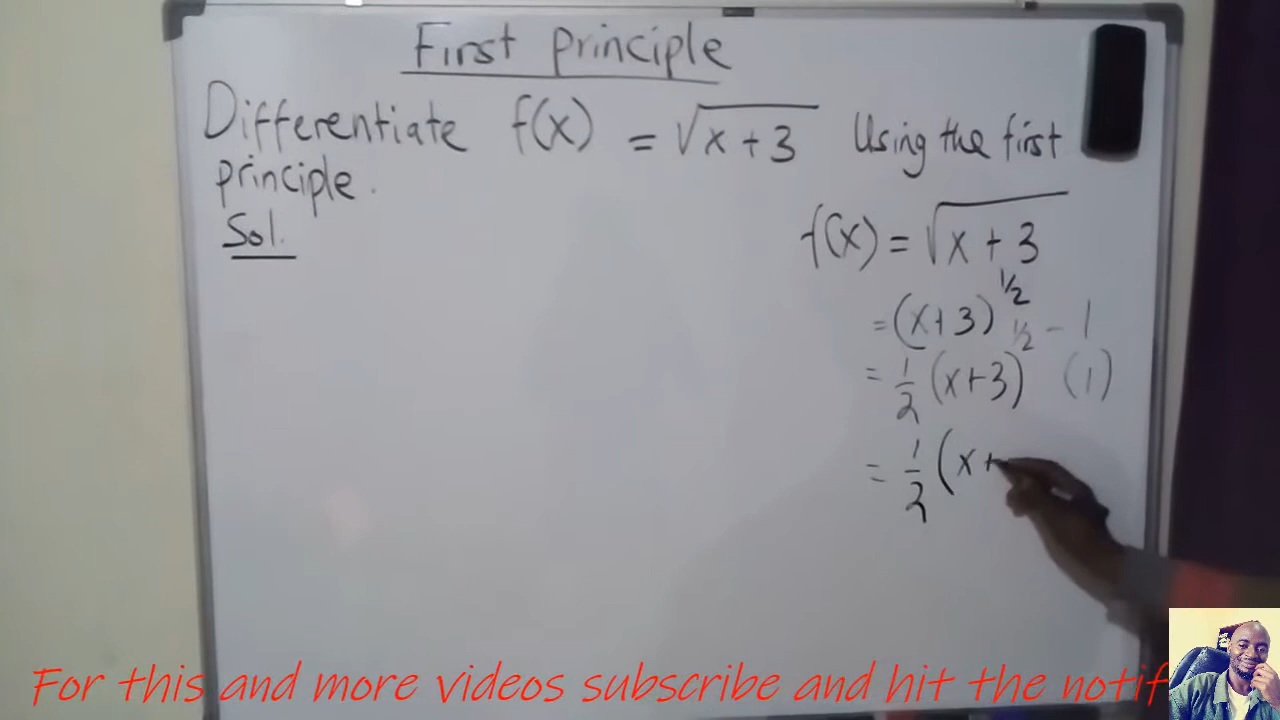 First principle
Differentiate f(x) = √x+3 Using the first
principle.
Sol.
f(x) = √x+3
= (x+3)^1/2
= 1/2 (x+3)^1/2 - 1 (1)
= 1/2 (x+
For this and more videos subscribe and hit the notif